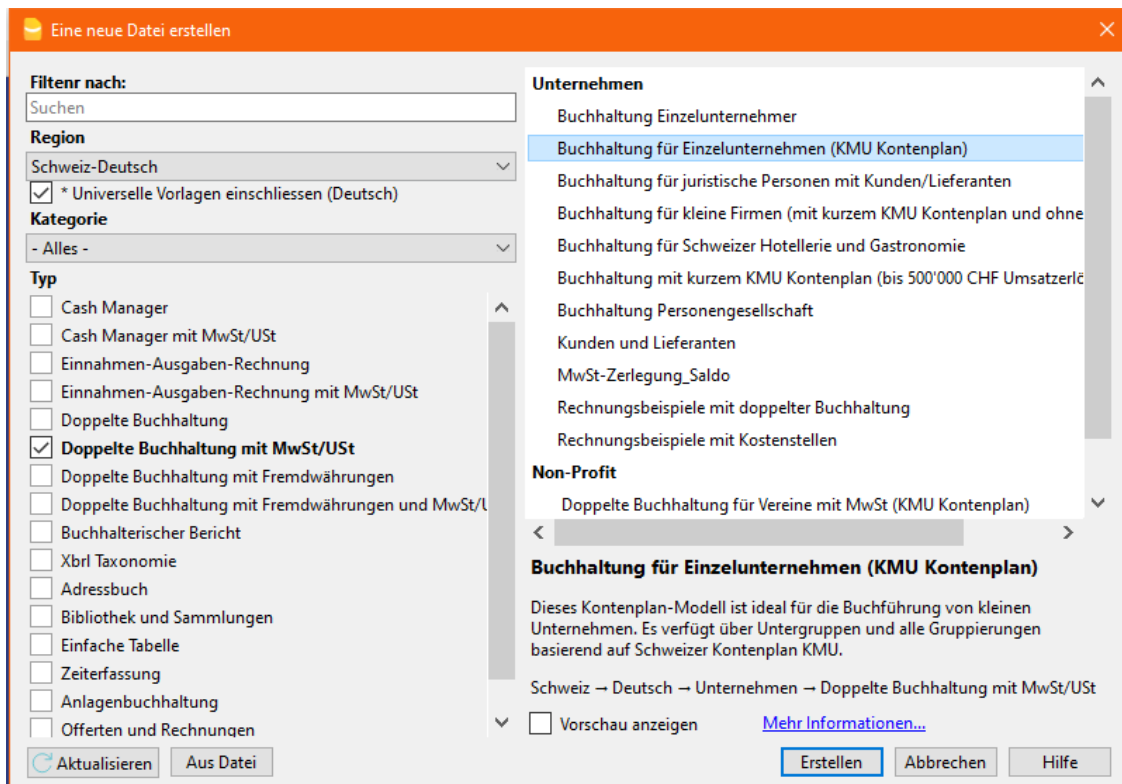 Eine neue Datei erstellen
Filtenr nach:
Suchen
Region
Schweiz-Deutsch
* Universelle Vorlagen einschliessen (Deutsch)
Kategorie
- Alles -
Typ
Cash Manager
Cash Manager mit MwSt/USt
Einnahmen-Ausgaben-Rechnung
Einnahmen-Ausgaben-Rechnung mit MwSt/USt
Doppelte Buchhaltung
Doppelte Buchhaltung mit MwSt/USt
Doppelte Buchhaltung mit Fremdwährungen
Doppelte Buchhaltung mit Fremdwährungen und MwSt/U
Buchhalterischer Bericht
Xbrl Taxonomie
Adressbuch
Bibliothek und Sammlungen
Einfache Tabelle
Zeiterfassung
Anlagenbuchhaltung
Offerten und Rechnungen
Unternehmen
Buchhaltung Einzelunternehmer
Buchhaltung für Einzelunternehmen (KMU Kontenplan)
Buchhaltung für juristische Personen mit Kunden/Lieferanten
Buchhaltung für kleine Firmen (mit kurzem KMU Kontenplan und ohne
Buchhaltung für Schweizer Hotellerie und Gastronomie
Buchhaltung mit kurzem KMU Kontenplan (bis 500'000 CHF Umsatzerlö
Buchhaltung Personengesellschaft
Kunden und Lieferanten
MwSt-Zerlegung_Saldo
Rechnungsbeispiele mit doppelter Buchhaltung
Rechnungsbeispiele mit Kostenstellen
Non-Profit
Doppelte Buchhaltung für Vereine mit MwSt (KMU Kontenplan)
Buchhaltung für Einzelunternehmen (KMU Kontenplan)
Dieses Kontenplan-Modell ist ideal für die Buchführung von kleinen
Unternehmen. Es verfügt über Untergruppen und alle Gruppierungen
basierend auf Schweizer Kontenplan KMU.
Schweiz → Deutsch → Unternehmen → Doppelte Buchhaltung mit MwSt/USt
Vorschau anzeigen Mehr Informationen...
Aktualisieren Aus Datei Erstellen Abbrechen Hilfe